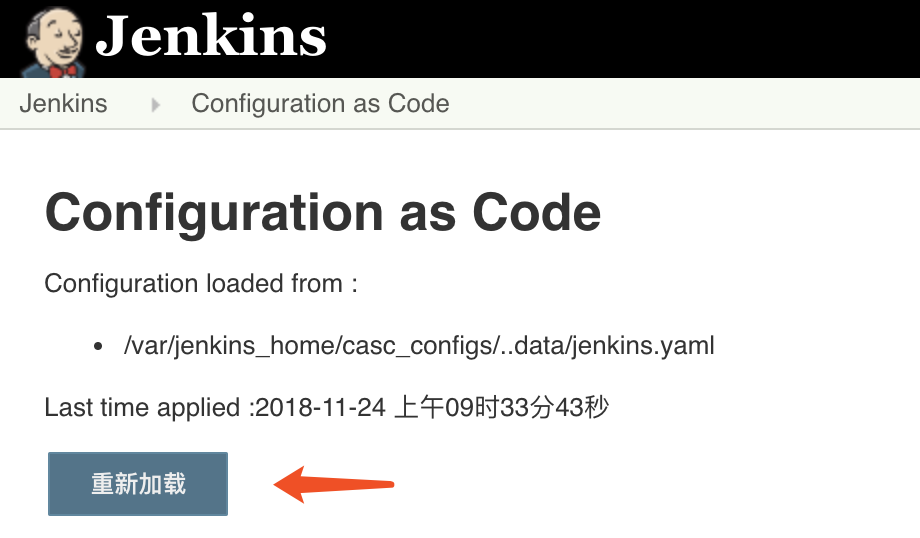 Jenkins
Jenkins Configuration as Code
Configuration as Code
Configuration loaded from :
/var/jenkins_home/casc_configs/..data/jenkins.yaml
Last time applied :2018-11-24 上午09时33分43秒
重新加载